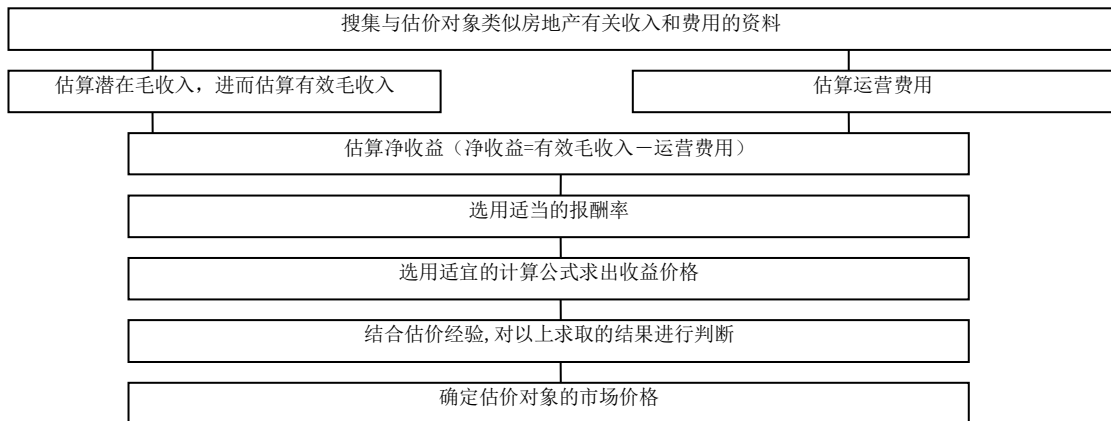 搜集与估价对象类似房地产有关收入和费用的资料
估算潜在毛收入，进而估算有效毛收入
估算运营费用
估算净收益（净收益=有效毛收入－运营费用）
选用适当的报酬率
选用适宜的计算公式求出收益价格
结合估价经验,对以上求取的结果进行判断
确定估价对象的市场价格